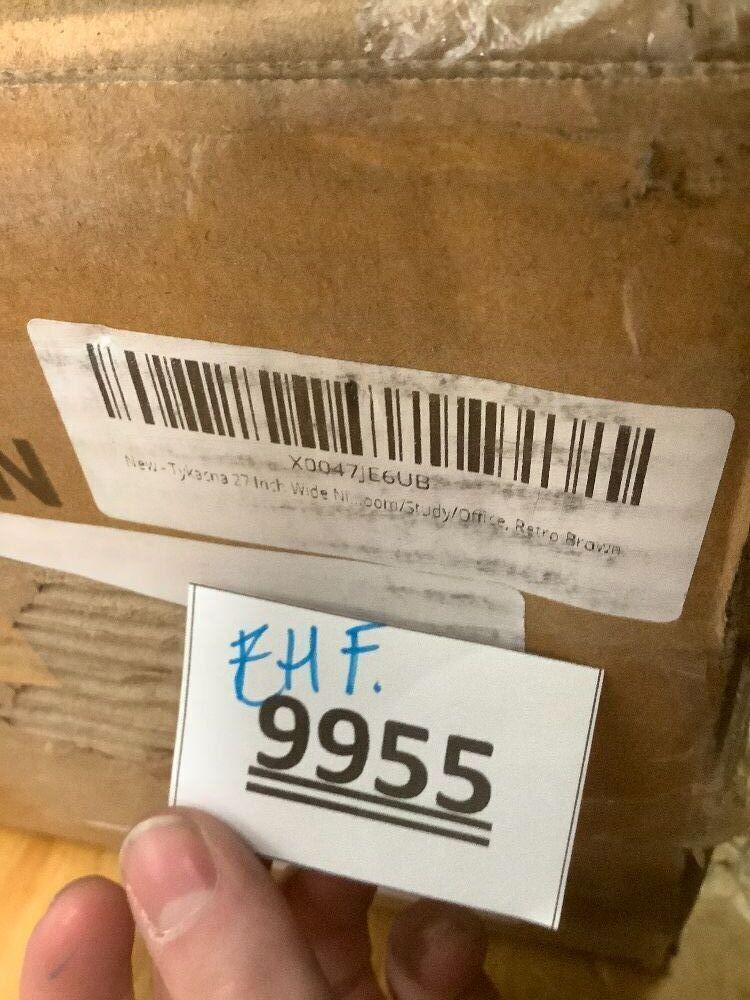 X0047JE6UB
New - Tykasna 27 Inch Wide Ni...oom/Study/Office, Retro Brown
N
EHF.
9955